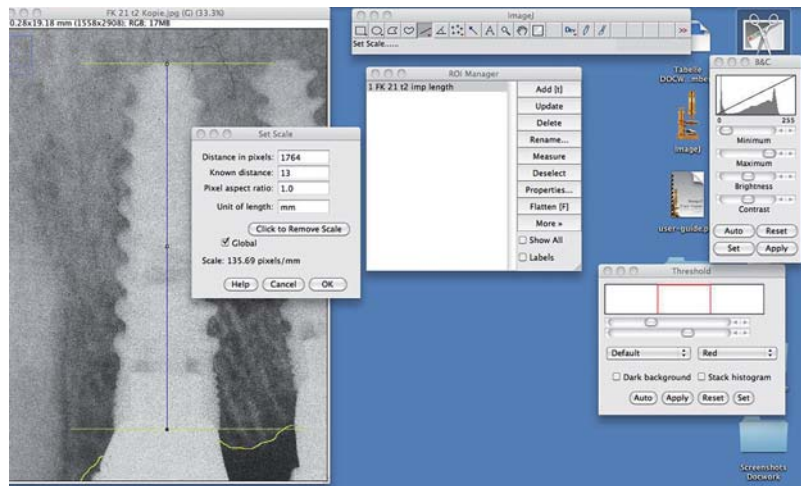 FK 21 t2 Kopie.jpg (G) (33.3%)
0.28x19.18 mm (1558x2908); RGB; 17MB
ImageJ
Dev.
>>
Set Scale......
ROI Manager
1 FK 21 t2 imp length
Add [t]
Update
Delete
Rename...
Measure
Deselect
Properties...
Flatten [F]
More »
Show All
Labels
Set Scale
Distance in pixels: 1764
Known distance: 13
Pixel aspect ratio: 1.0
Unit of length: mm
Click to Remove Scale
Global
Scale: 135.69 pixels/mm
Help
Cancel
OK
Tabelle
ImageJ
B&C
0
255
Minimum
Maximum
Brightness
Contrast
Auto
Reset
Set
Apply
Threshold
Default
Red
Dark background
Stack histogram
Auto
Apply
Reset
Set
Screenshots
Docwork